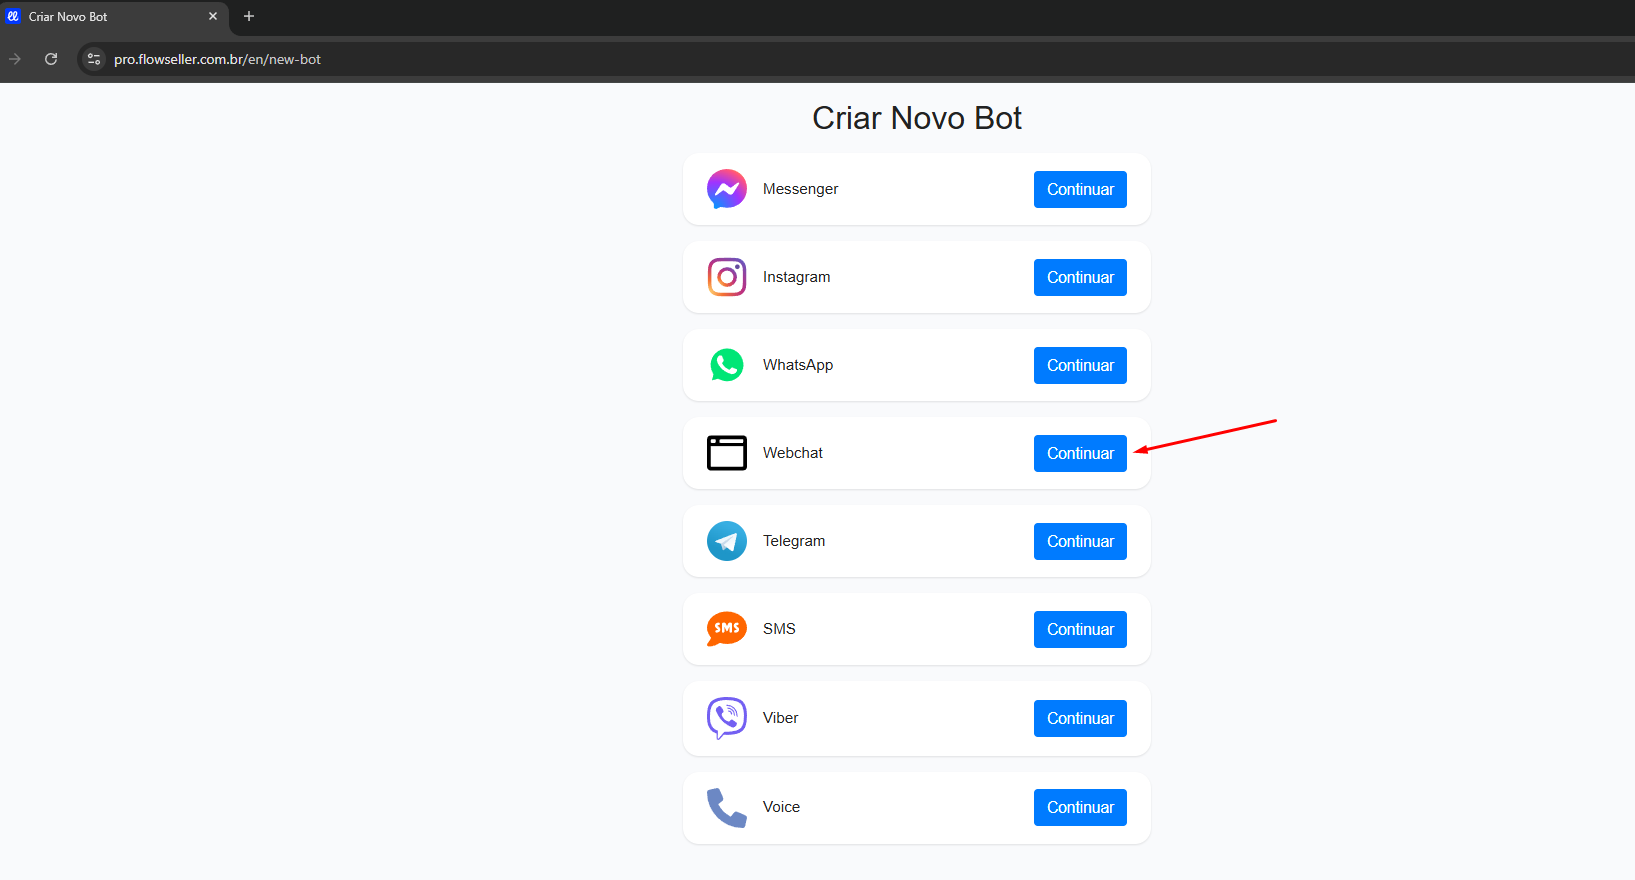 Criar Novo Bot
pro.flowseller.com.br/en/new-bot
Criar Novo Bot
Messenger Continuar
Instagram Continuar
WhatsApp Continuar
Webchat Continuar
Telegram Continuar
SMS SMS Continuar
Viber Continuar
Voice Continuar